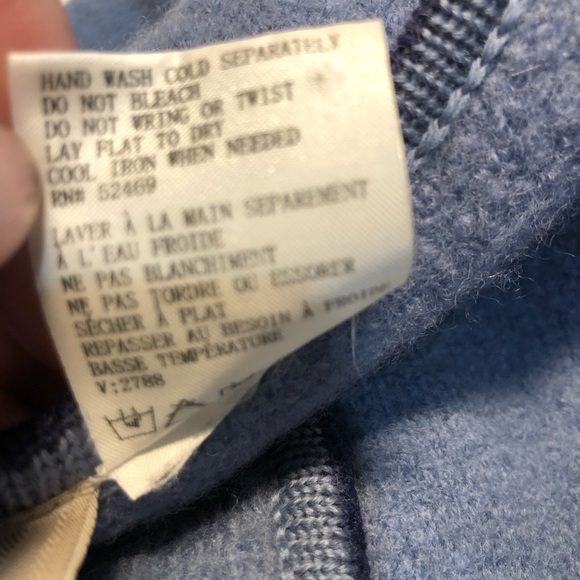 HAND WASH COLD SEPARATELY
DO NOT BLEACH
DO NOT WRING OR TWIST
LAY FLAT TO DRY
COOL IRON WHEN NEEDED
RN# 52469
LAVER À LA MAIN SEPAREMENT
À L'EAU FROIDE
NE PAS BLANCHIMENT
NE PAS TORDRE OU ESSORER
SÉCHER À PLAT
REPASSER AU BESOIN À FROIDE
BASSE TEMPÉRATURE
V:2788